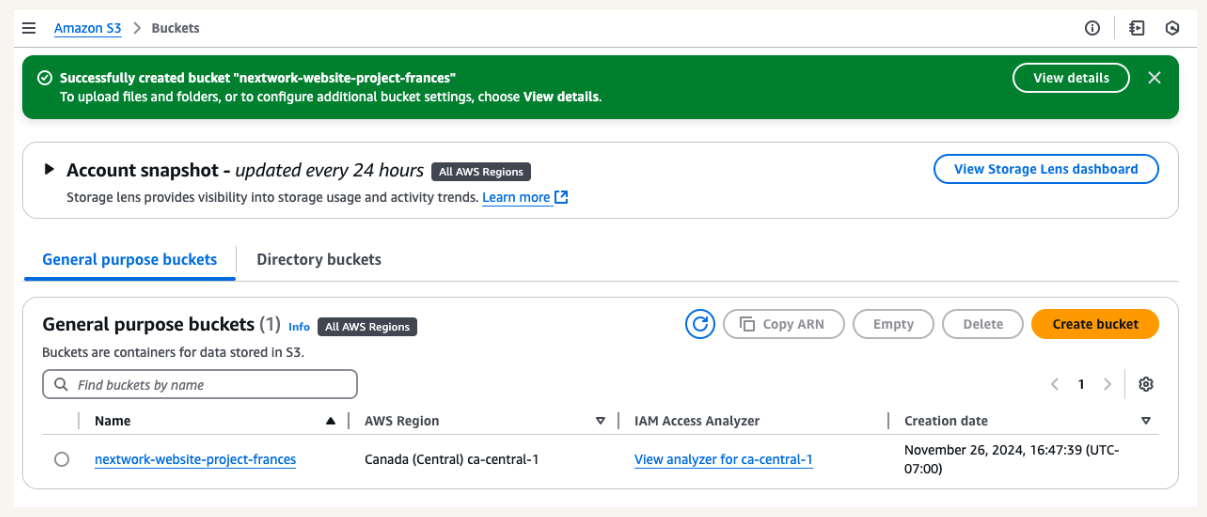 Amazon S3 > Buckets
Successfully created bucket "nextwork-website-project-frances"
To upload files and folders, or to configure additional bucket settings, choose View details.
View details
Account snapshot - updated every 24 hours All AWS Regions
Storage lens provides visibility into storage usage and activity trends. Learn more
View Storage Lens dashboard
General purpose buckets Directory buckets
General purpose buckets (1) Info All AWS Regions
Copy ARN Empty Delete Create bucket
Buckets are containers for data stored in S3.
Find buckets by name
1
Name AWS Region IAM Access Analyzer Creation date
nextwork-website-project-frances Canada (Central) ca-central-1 View analyzer for ca-central-1 November 26, 2024, 16:47:39 (UTC-
07:00)